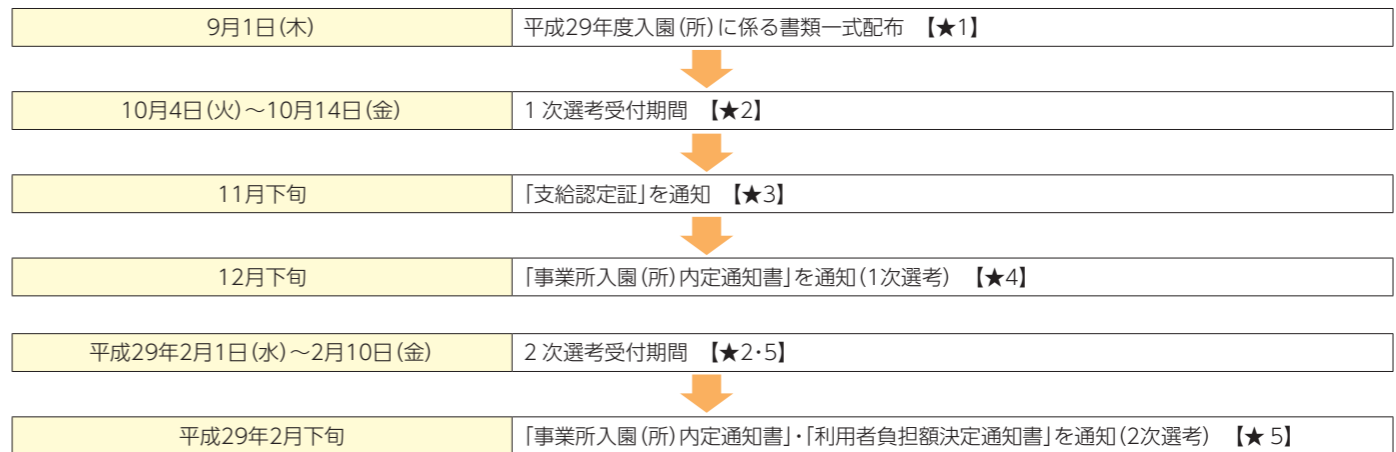 9月1日(木) 平成29年度入園(所)に係る書類一式配布 【★1】
10月4日(火)～10月14日(金) 1次選考受付期間 【★2】
11月下旬 「支給認定証」を通知 【★3】
12月下旬 「事業所入園(所)内定通知書」を通知(1次選考) 【★4】
平成29年2月1日(水)～2月10日(金) 2次選考受付期間 【★2・5】
平成29年2月下旬 「事業所入園(所)内定通知書」・「利用者負担額決定通知書」を通知(2次選考) 【★5】